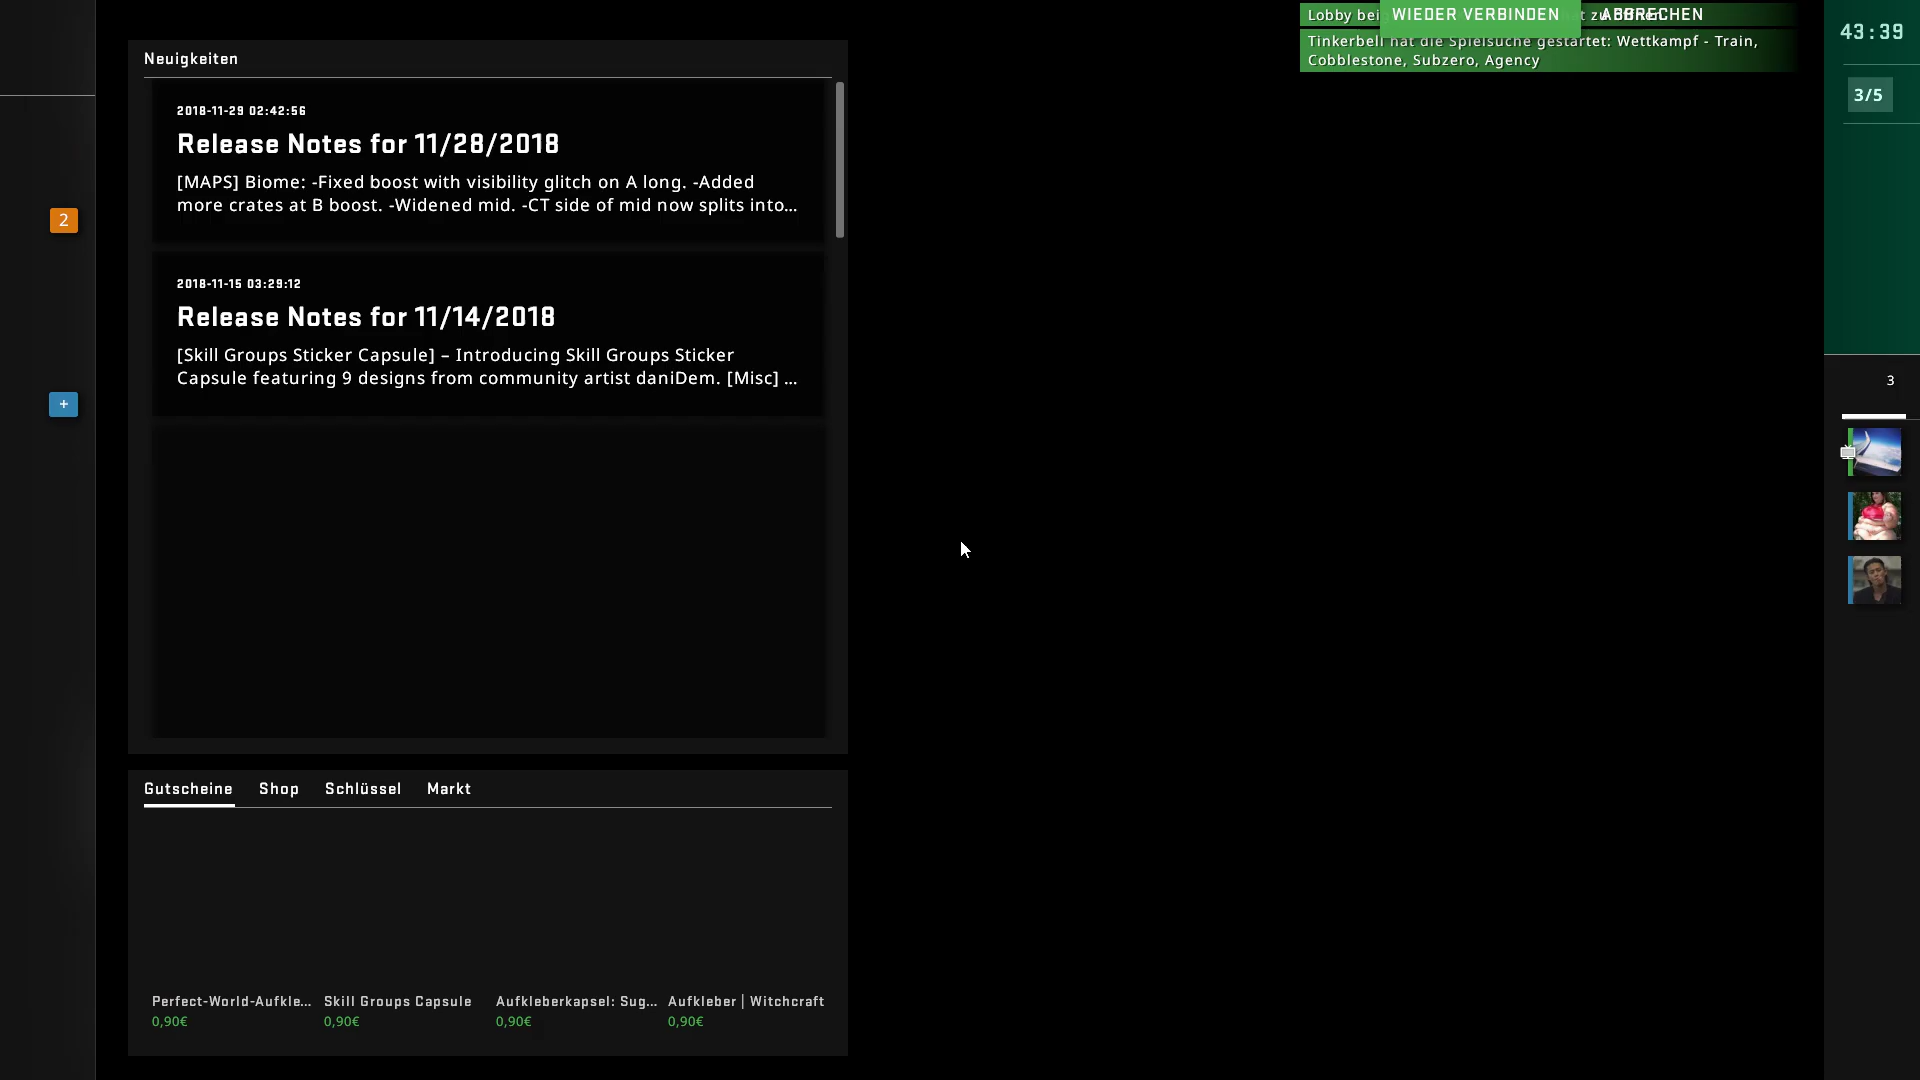 Lobby bei
WIEDER VERBINDEN
ABBRECHEN
Tinkerbell hat die Spielsuche gestartet: Wettkampf - Train,
Cobblestone, Subzero, Agency
43:39
3/5
3
2
+
Neuigkeiten
2018-11-29 02:42:56
Release Notes for 11/28/2018
[MAPS] Biome: -Fixed boost with visibility glitch on A long. -Added
more crates at B boost. -Widened mid. -CT side of mid now splits into...
2018-11-15 03:29:12
Release Notes for 11/14/2018
[Skill Groups Sticker Capsule] – Introducing Skill Groups Sticker
Capsule featuring 9 designs from community artist daniDem. [Misc] ...
Gutscheine Shop Schlüssel Markt
Perfect-World-Aufkle... Skill Groups Capsule Aufkleberkapsel: Sug... Aufkleber | Witchcraft
0,90€ 0,90€ 0,90€ 0,90€